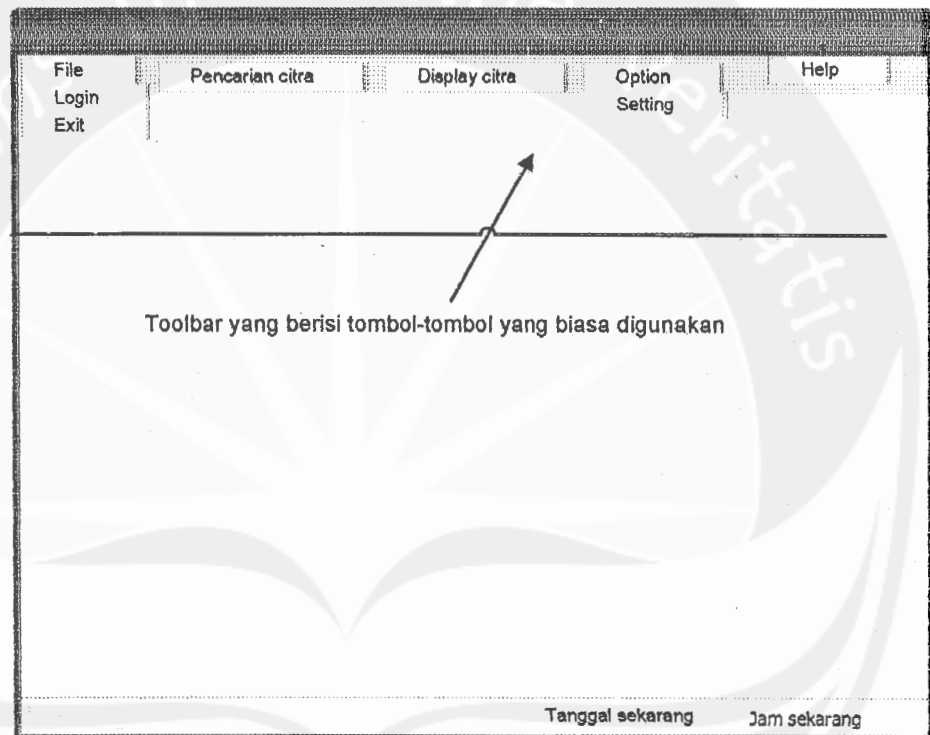 File Pencarian citra Display citra Option Help
Login Setting
Exit
Toolbar yang berisi tombol-tombol yang biasa digunakan
Tanggal sekarang Jam sekarang